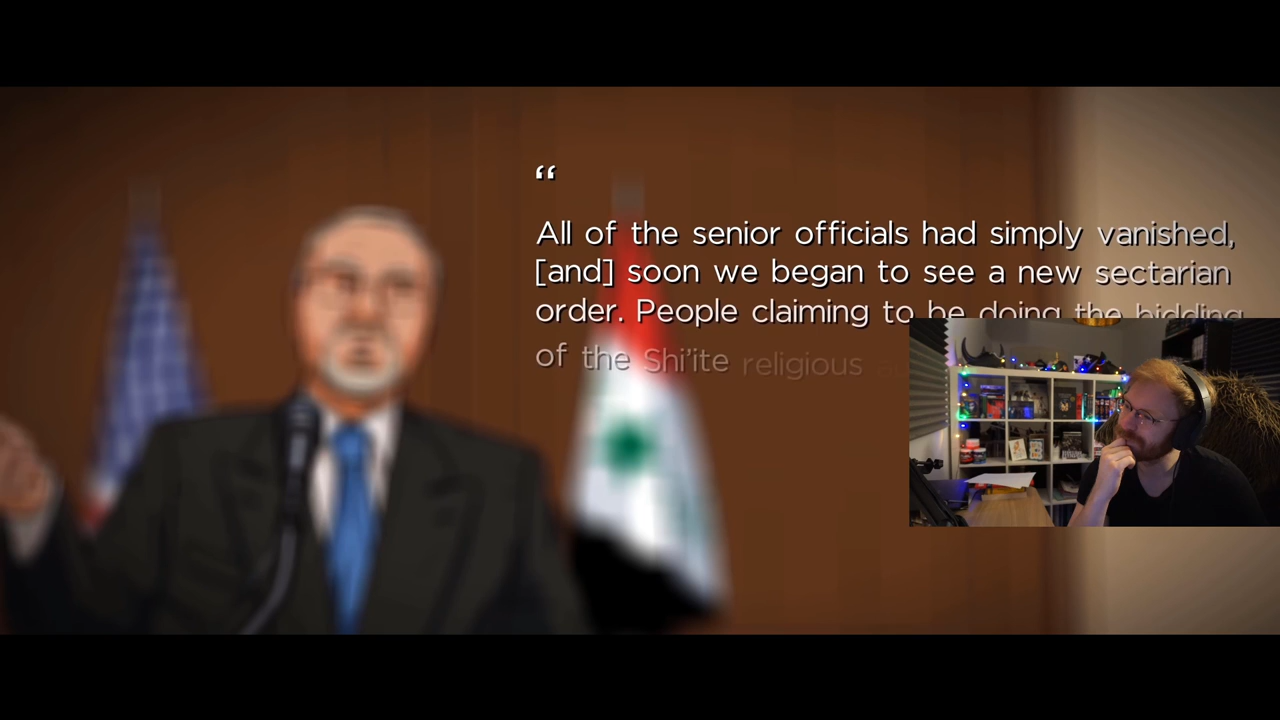 “
All of the senior officials had simply vanished,
[and] soon we began to see a new sectarian
order. People claiming to be doing the bidding
of the Shi'ite religious